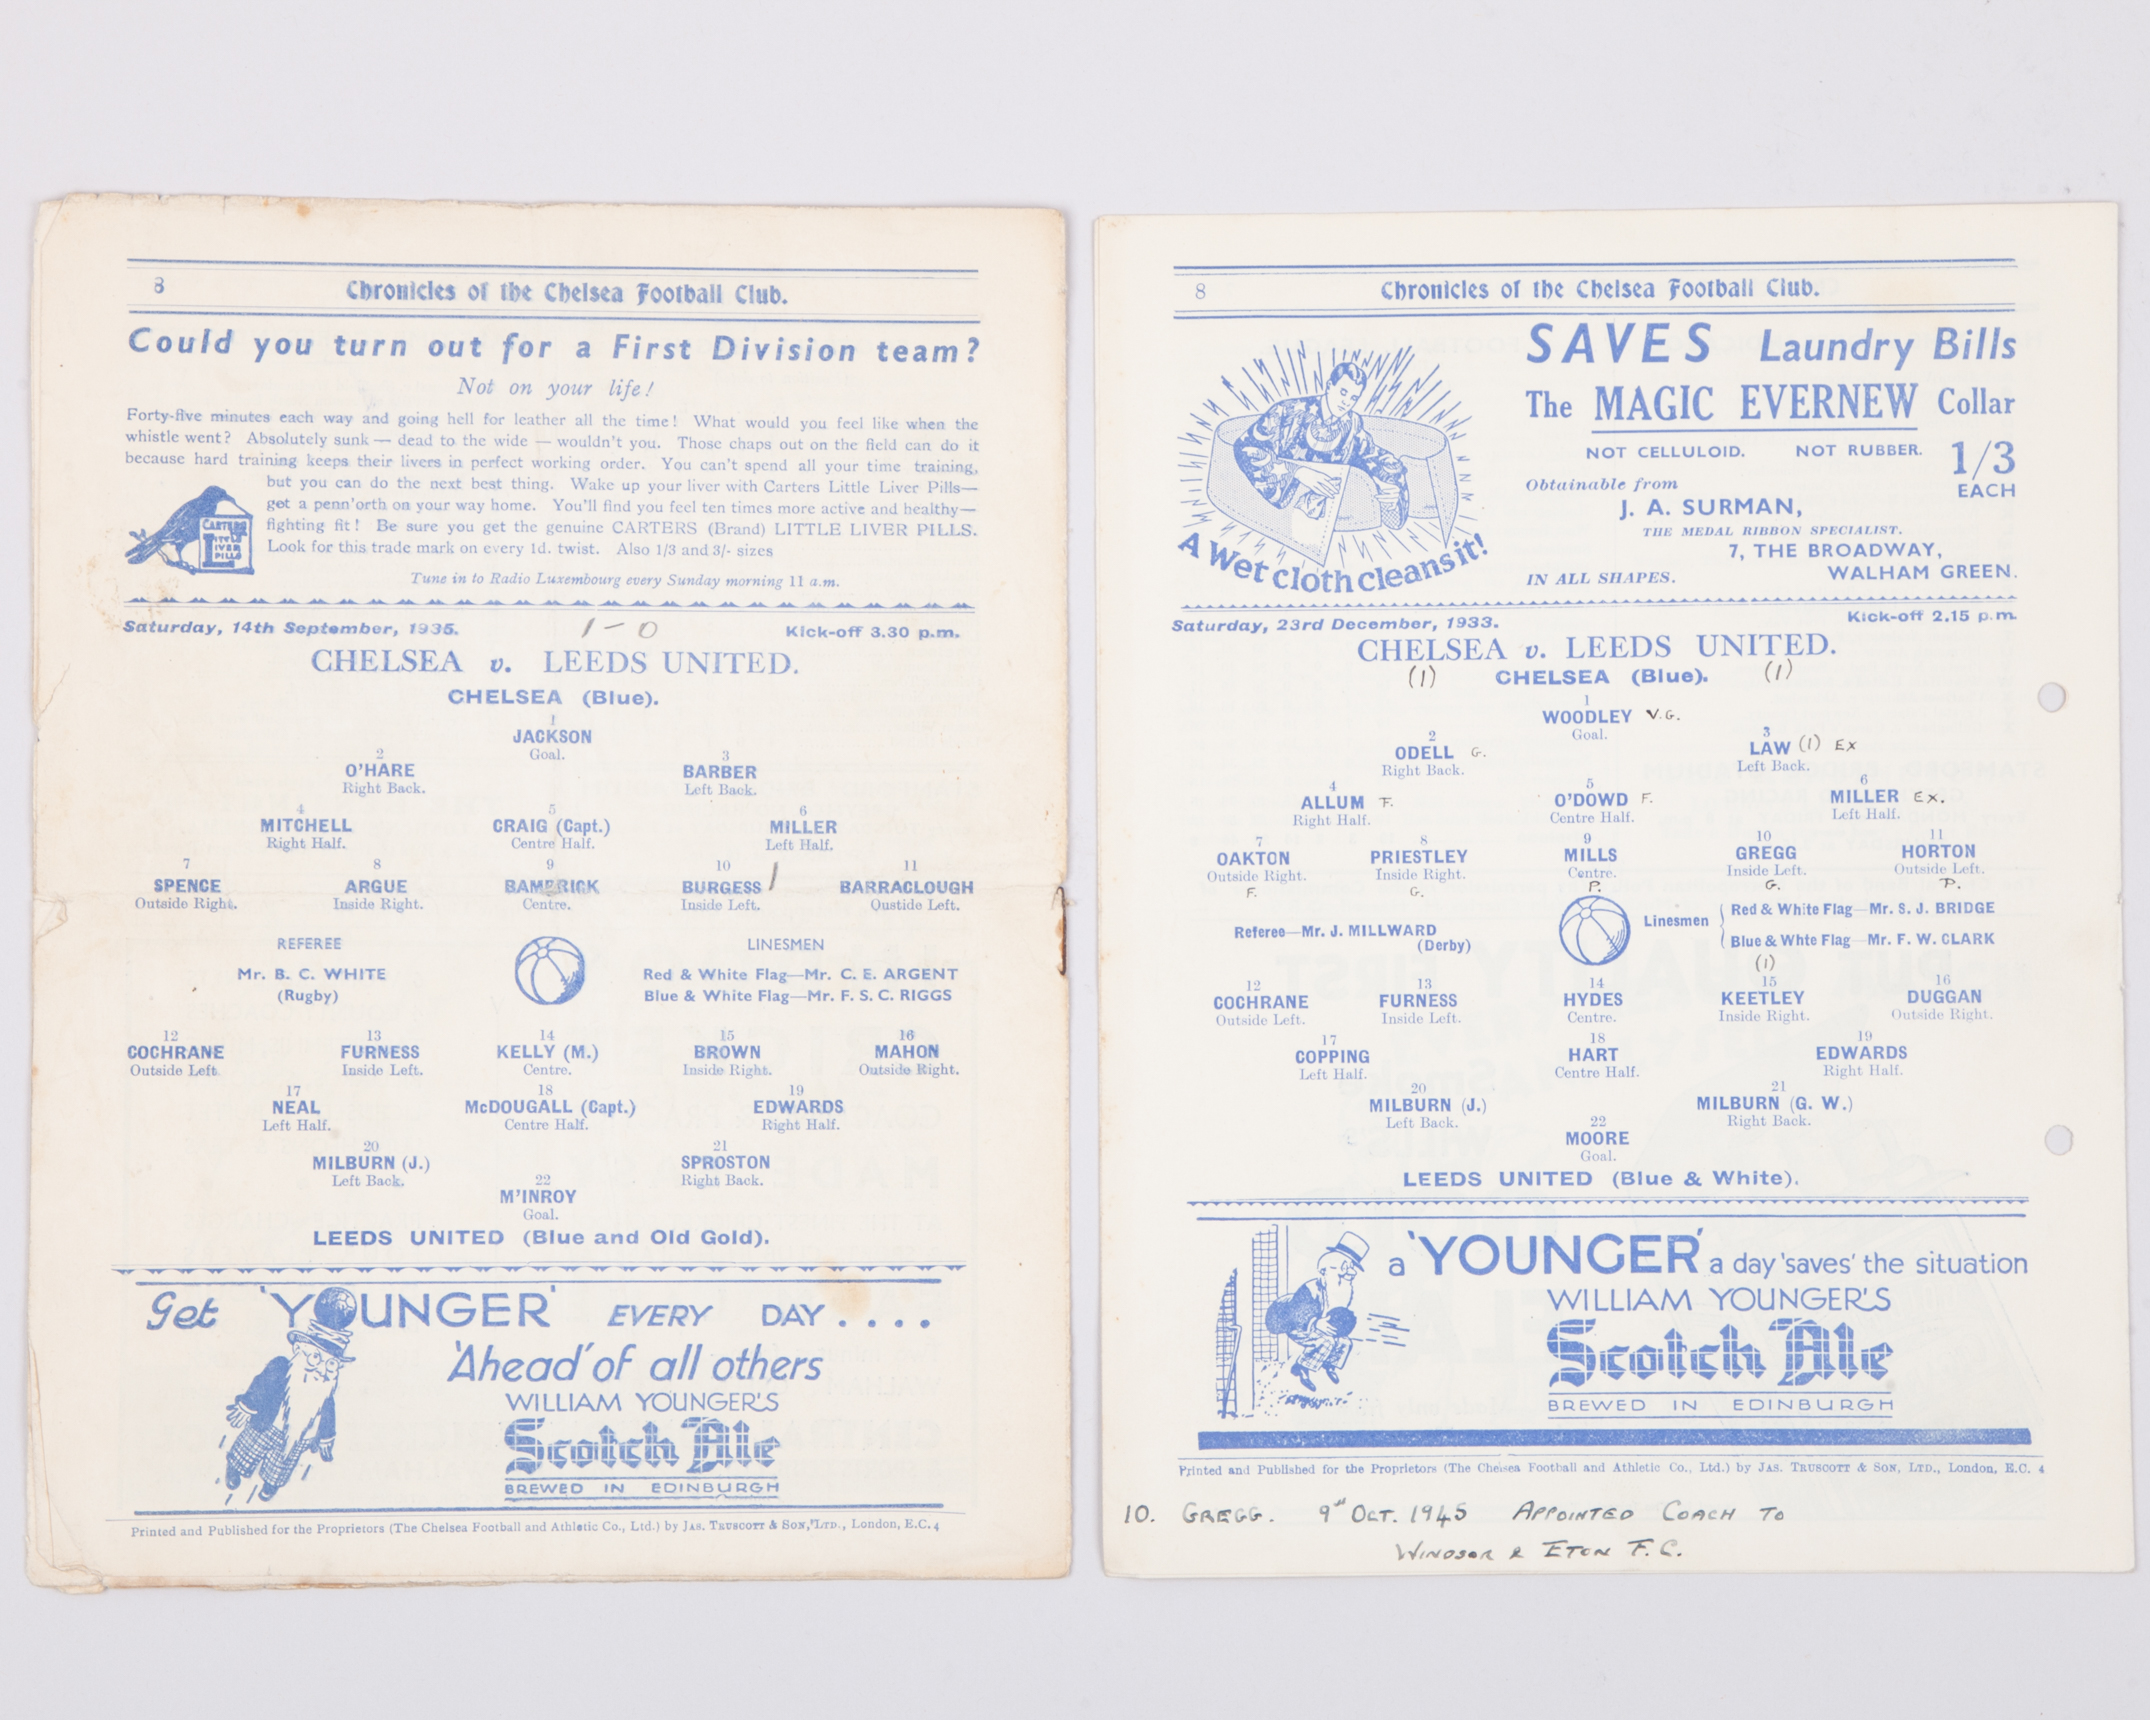 8
Chronicles of the Chelsea Football Club.
Could you turn out for a First Division team?
Not on your life!
Forty-five minutes each way and going hell for leather all the time! What would you feel like when the
whistle went? Absolutely sunk — dead to the wide — wouldn't you. Those chaps out on the field can do it
because hard training keeps their livers in perfect working order. You can't spend all your time training,
but you can do the next best thing. Wake up your liver with Carters Little Liver Pills—
get a penn'orth on your way home. You'll find you feel ten times more active and healthy—
fighting fit! Be sure you get the genuine CARTERS (Brand) LITTLE LIVER PILLS.
Look for this trade mark on every 1d. twist. Also 1/3 and 3/- sizes
CARTERS
LITTLE
LIVER
PILLS
Tune in to Radio Luxembourg every Sunday morning 11 a.m.
Saturday, 14th September, 1935. 1-0 Kick-off 3.30 p.m.
CHELSEA v. LEEDS UNITED.
CHELSEA (Blue).
1
JACKSON
Goal.
2 3
O'HARE BARBER
Right Back. Left Back.
4 5 6
MITCHELL CRAIG (Capt.) MILLER
Right Half. Centre Half. Left Half.
7 8 9 10 11
SPENCE ARGUE BAMBRICK BURGESS 1 BARRACLOUGH
Outside Right. Inside Right. Centre. Inside Left. Oustide Left.
REFEREE LINESMEN
Mr. B. C. WHITE Red & White Flag—Mr. C. E. ARGENT
(Rugby) Blue & White Flag—Mr. F. S. C. RIGGS
12 13 14 15 16
COCHRANE FURNESS KELLY (M.) BROWN MAHON
Outside Left. Inside Left. Centre. Inside Right. Outside Right.
17 18 19
NEAL McDOUGALL (Capt.) EDWARDS
Left Half. Centre Half. Right Half.
20 21
MILBURN (J.) SPROSTON
Left Back. Right Back.
22
M'INROY
Goal.
LEEDS UNITED (Blue and Old Gold).
Get 'YOUNGER' EVERY DAY....
'Ahead' of all others
WILLIAM YOUNGER'S
Scotch Ale
BREWED IN EDINBURGH
Printed and Published for the Proprietors (The Chelsea Football and Athletic Co., Ltd.) by JAS. TRUSCOTT & SON, LTD., London, E.C. 4
8
Chronicles of the Chelsea Football Club.
SAVES Laundry Bills
The MAGIC EVERNEW Collar
NOT CELLULOID. NOT RUBBER. 1/3
EACH
Obtainable from
J. A. SURMAN,
THE MEDAL RIBBON SPECIALIST.
7, THE BROADWAY,
IN ALL SHAPES. WALHAM GREEN.
A Wet cloth cleans it!
Saturday, 23rd December, 1933. Kick-off 2.15 p.m.
CHELSEA v. LEEDS UNITED.
(1) CHELSEA (Blue). (1)
1
WOODLEY V.G.
Goal.
2 3
ODELL G. LAW (1) EX
Right Back. Left Back.
4 5 6
ALLUM F. O'DOWD F. MILLER EX.
Right Half. Centre Half. Left Half.
7 8 9 10 11
OAKTON PRIESTLEY MILLS GREGG HORTON
Outside Right. Inside Right. Centre. Inside Left. Outside Left.
F. G. P. G. P.
Referee—Mr. J. MILLWARD
(Derby)
Linesmen
Red & White Flag—Mr. S. J. BRIDGE
Blue & Whte Flag—Mr. F. W. CLARK
(1)
12 13 14 15 16
COCHRANE FURNESS HYDES KEETLEY DUGGAN
Outside Left. Inside Left. Centre. Inside Right. Outside Right.
17 18 19
COPPING HART EDWARDS
Left Half. Centre Half. Right Half.
20 21
MILBURN (J.) MILBURN (G. W.)
Left Back. Right Back.
22
MOORE
Goal.
LEEDS UNITED (Blue & White).
a 'YOUNGER' a day 'saves' the situation
WILLIAM YOUNGER'S
Scotch Ale
BREWED IN EDINBURGH
Printed and Published for the Proprietors (The Chelsea Football and Athletic Co., Ltd.) by JAS. TRUSCOTT & SON, LTD., London, E.C. 4
10. GREGG. 9th OCT. 1945 APPOINTED COACH TO
WINDSOR & ETON F.C.